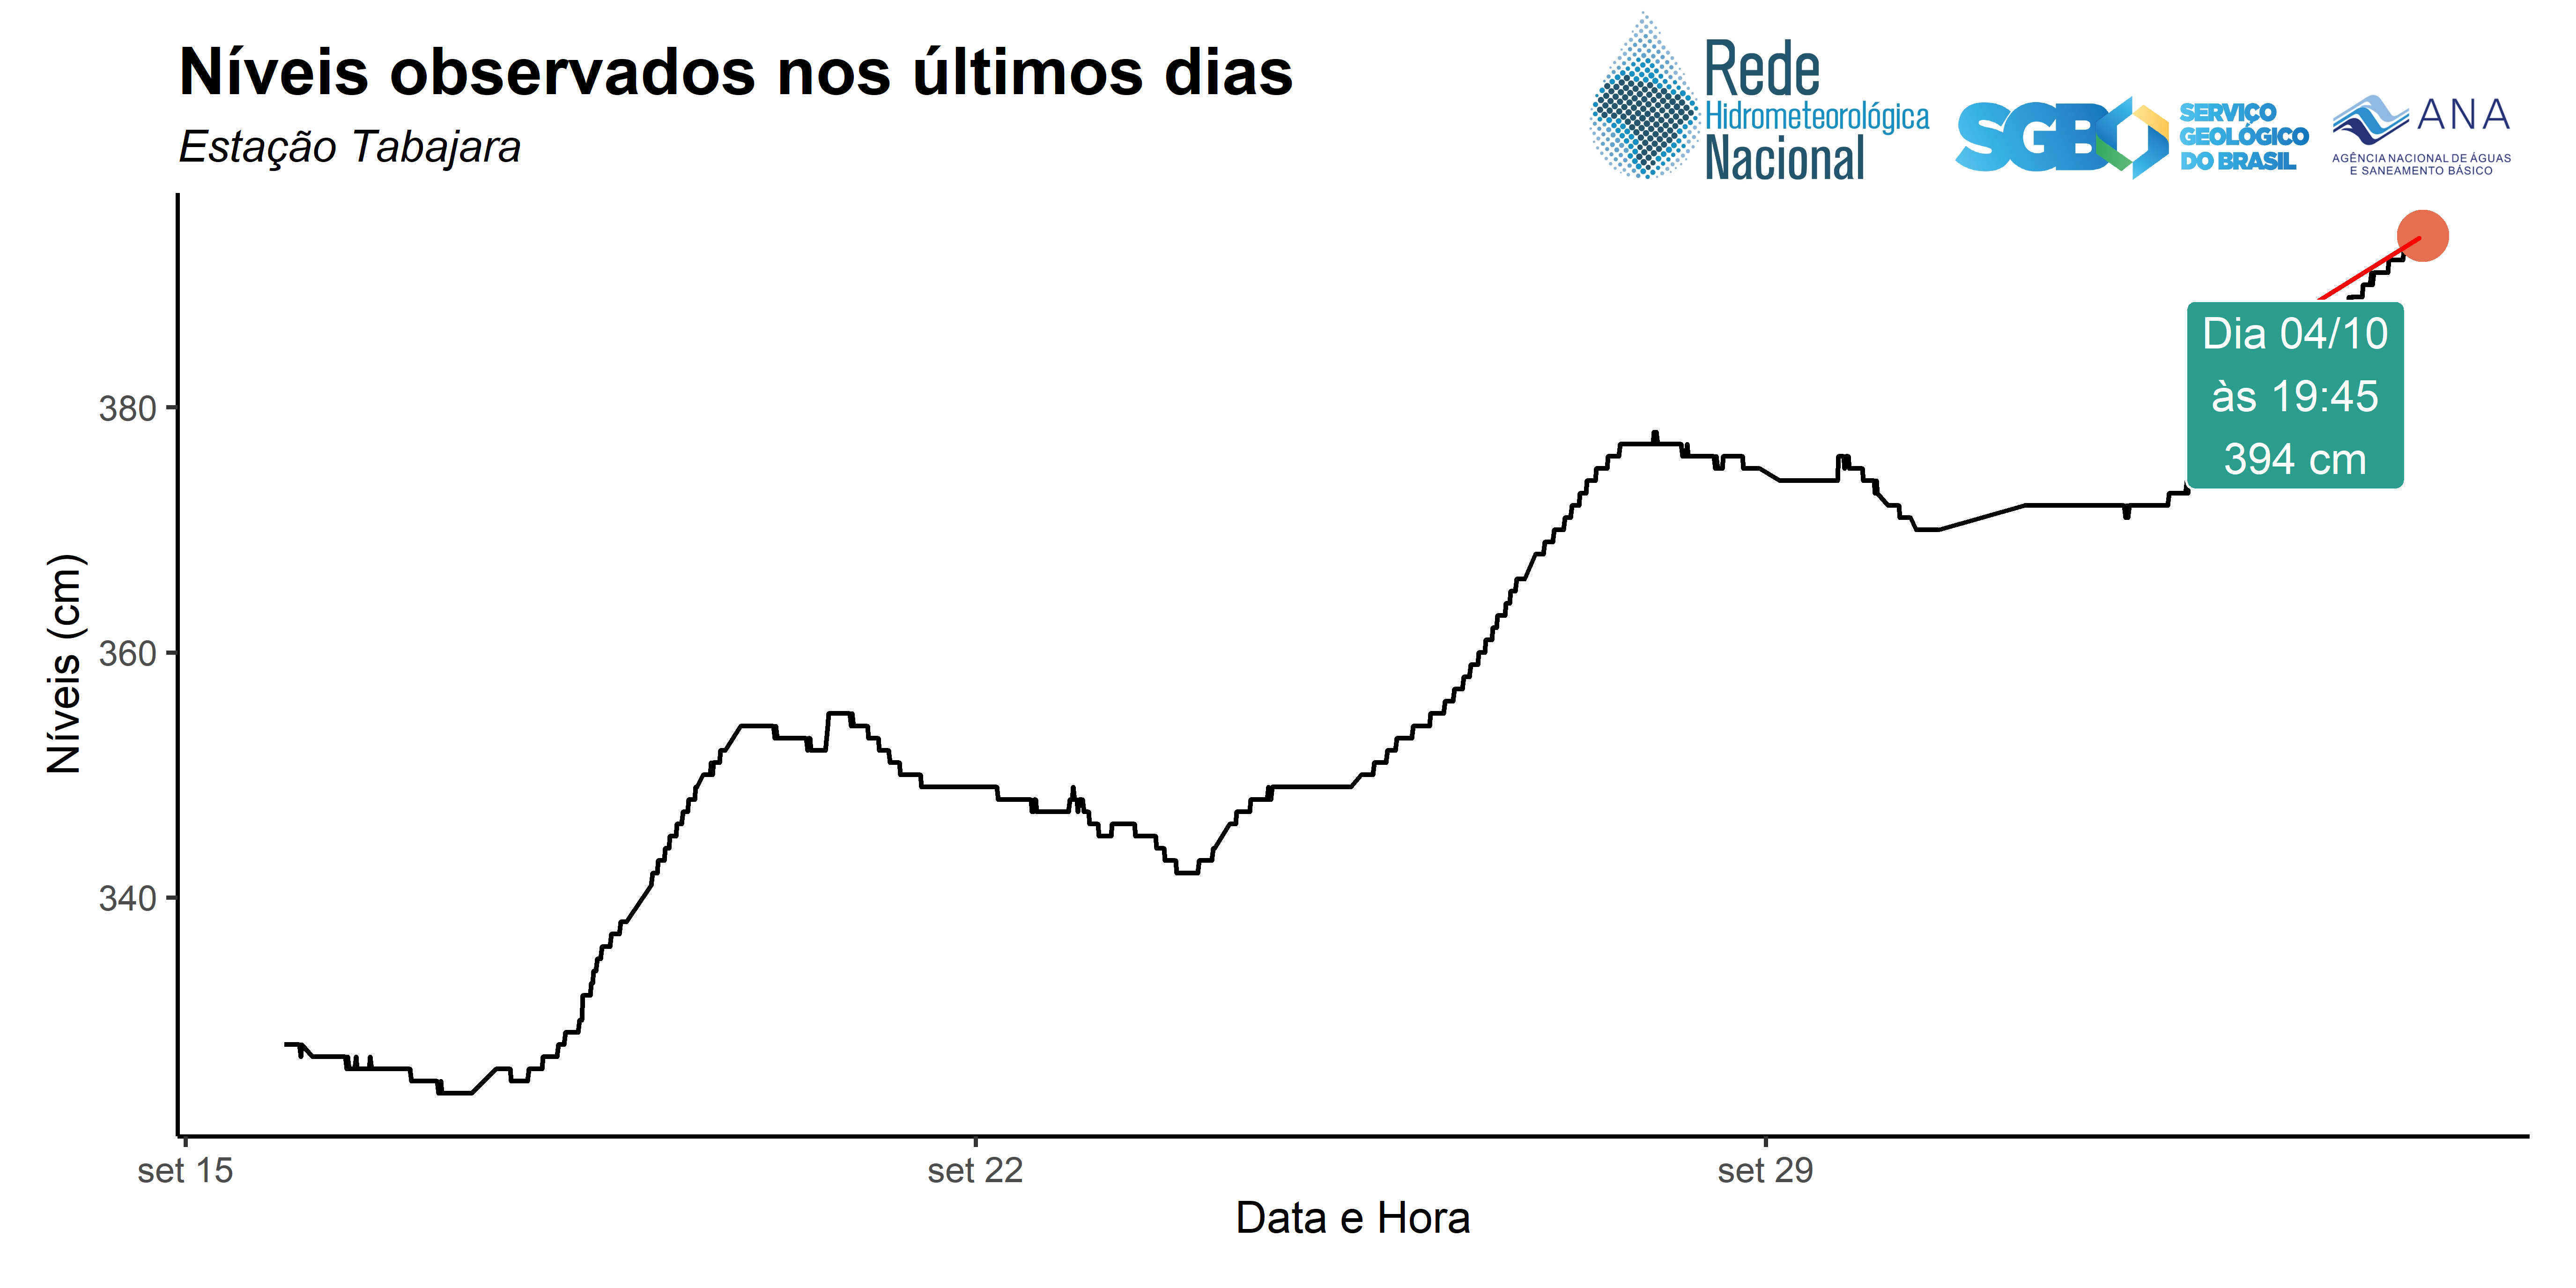 Níveis observados nos últimos dias
Estação Tabajara
Rede
Hidrometeorológica
Nacional
SGB
SERVIÇO
GEOLÓGICO
DO BRASIL
ANA
AGÊNCIA NACIONAL DE ÁGUAS
E SANEAMENTO BÁSICO
Dia 04/10
às 19:45
394 cm
Níveis (cm)
380
360
340
set 15
set 22
set 29
Data e Hora